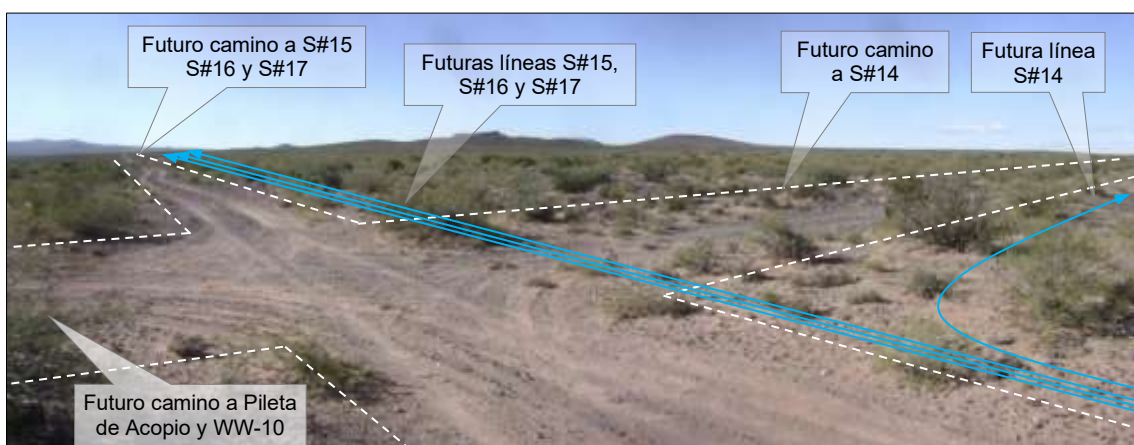 Futuro camino a S#15
S#16 y S#17
Futuras líneas S#15,
S#16 y S#17
Futuro camino
a S#14
Futura línea
S#14
Futuro camino a Pileta
de Acopio y WW-10